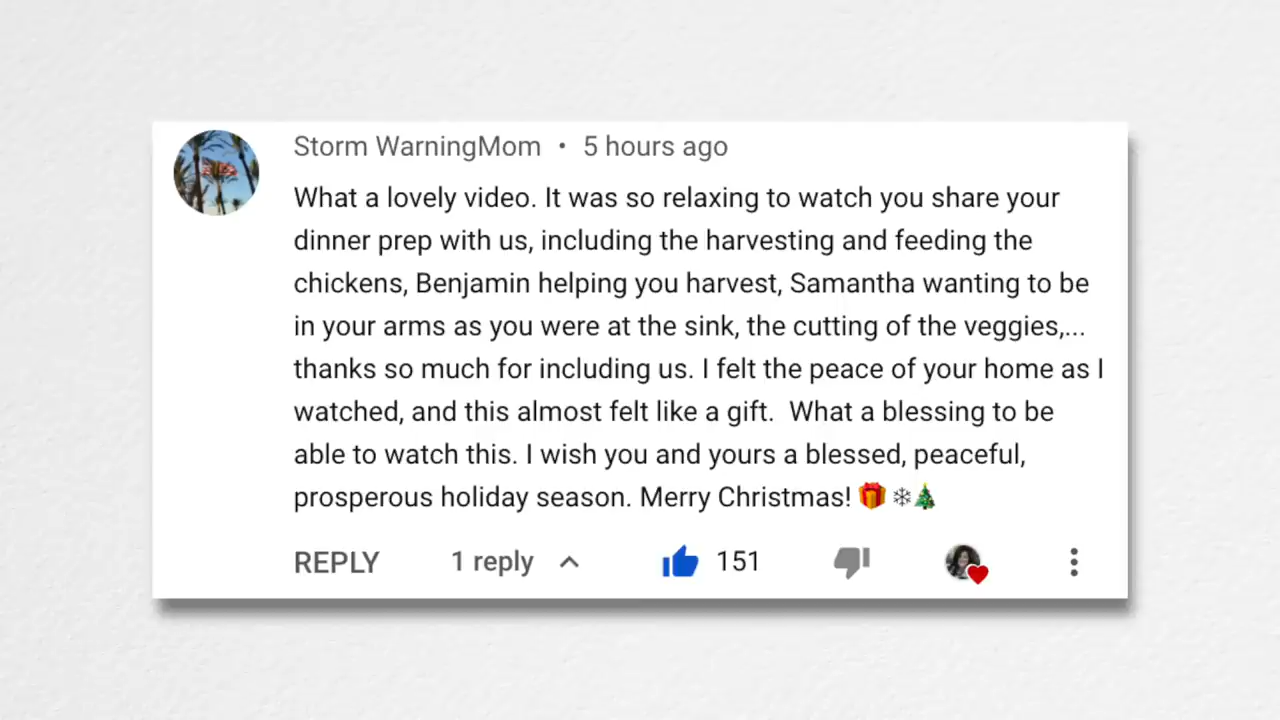 Storm WarningMom • 5 hours ago
What a lovely video. It was so relaxing to watch you share your
dinner prep with us, including the harvesting and feeding the
chickens, Benjamin helping you harvest, Samantha wanting to be
in your arms as you were at the sink, the cutting of the veggies,...
thanks so much for including us. I felt the peace of your home as I
watched, and this almost felt like a gift.  What a blessing to be
able to watch this. I wish you and yours a blessed, peaceful,
prosperous holiday season. Merry Christmas! 🎁 ❄🎄
REPLY 1 reply 151